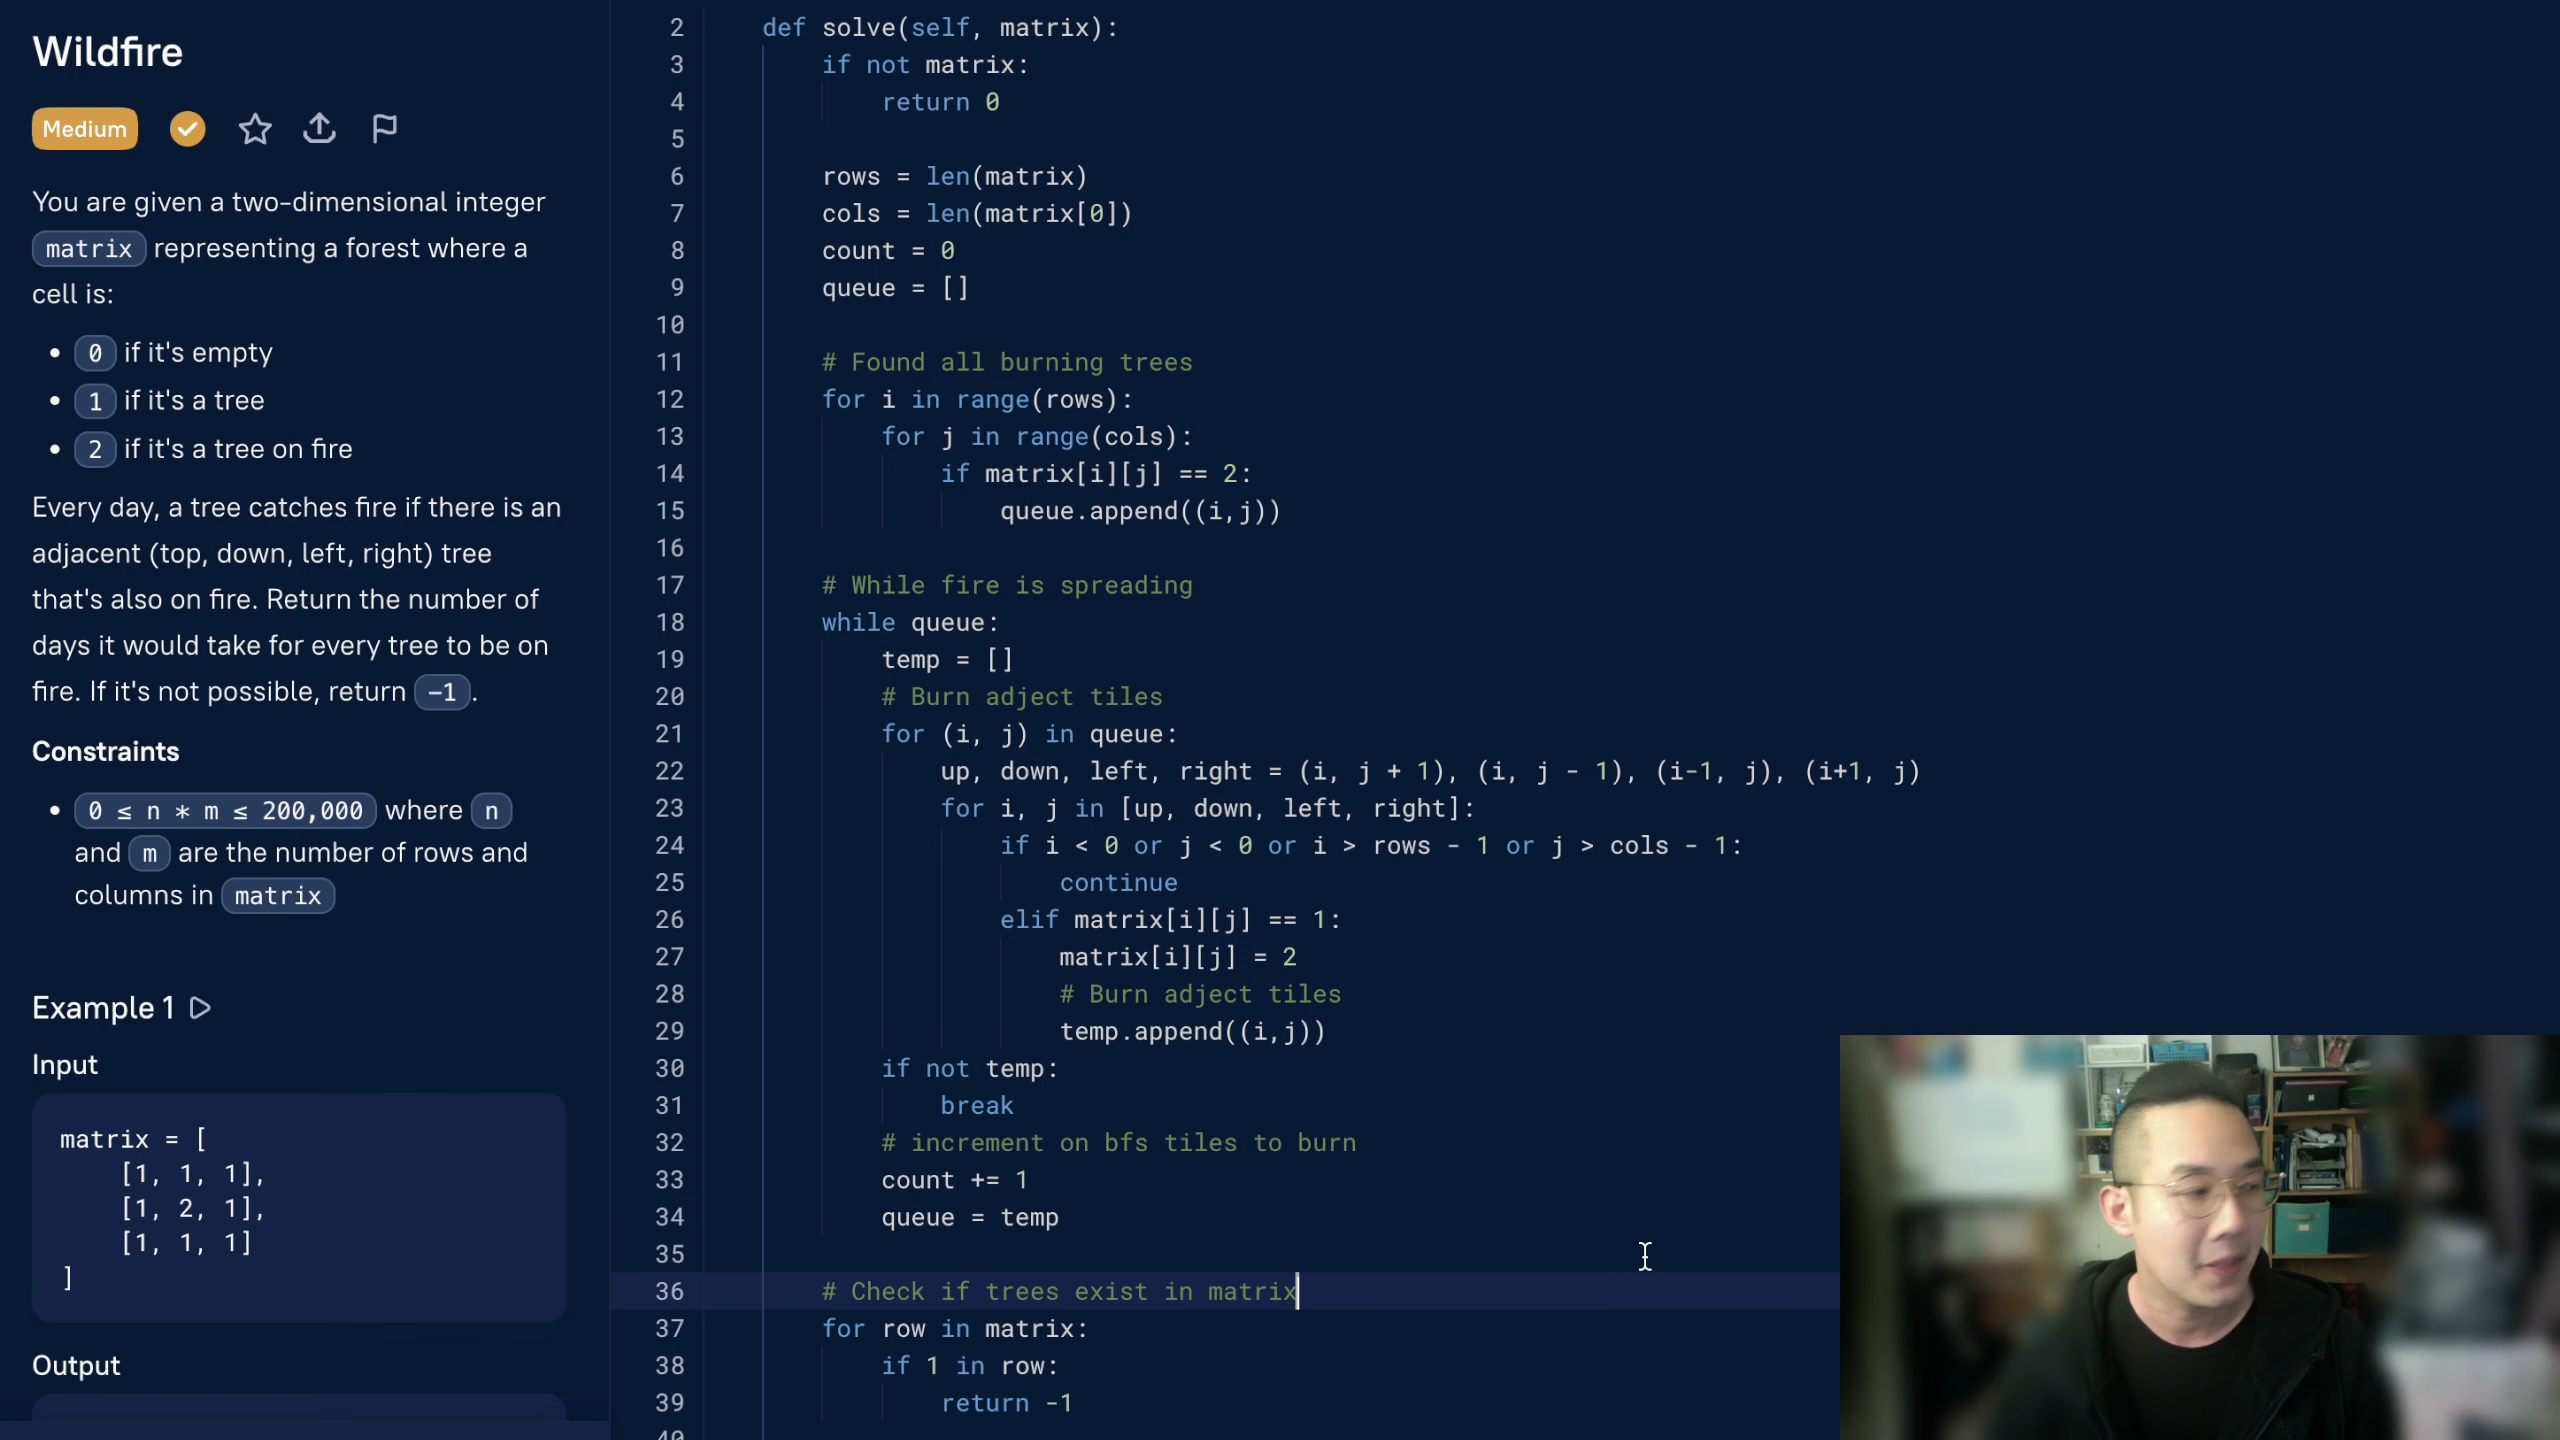 Wildfire
Medium
You are given a two-dimensional integer
matrix representing a forest where a
cell is:
0 if it's empty
1 if it's a tree
2 if it's a tree on fire
Every day, a tree catches fire if there is an
adjacent (top, down, left, right) tree
that's also on fire. Return the number of
days it would take for every tree to be on
fire. If it's not possible, return -1.
Constraints
0 ≤ n * m ≤ 200,000 where n
and m are the number of rows and
columns in matrix
Example 1
Input
matrix = [
    [1, 1, 1],
    [1, 2, 1],
    [1, 1, 1]
]
Output
2 def solve(self, matrix):
3     if not matrix:
4         return 0
5
6     rows = len(matrix)
7     cols = len(matrix[0])
8     count = 0
9     queue = []
10
11     # Found all burning trees
12     for i in range(rows):
13         for j in range(cols):
14             if matrix[i][j] == 2:
15                 queue.append((i,j))
16
17     # While fire is spreading
18     while queue:
19         temp = []
20         # Burn adject tiles
21         for (i, j) in queue:
22             up, down, left, right = (i, j + 1), (i, j - 1), (i-1, j), (i+1, j)
23             for i, j in [up, down, left, right]:
24                 if i < 0 or j < 0 or i > rows - 1 or j > cols - 1:
25                     continue
26                 elif matrix[i][j] == 1:
27                     matrix[i][j] = 2
28                     # Burn adject tiles
29                     temp.append((i,j))
30         if not temp:
31             break
32         # increment on bfs tiles to burn
33         count += 1
34         queue = temp
35
36     # Check if trees exist in matrix
37     for row in matrix:
38         if 1 in row:
39             return -1
40